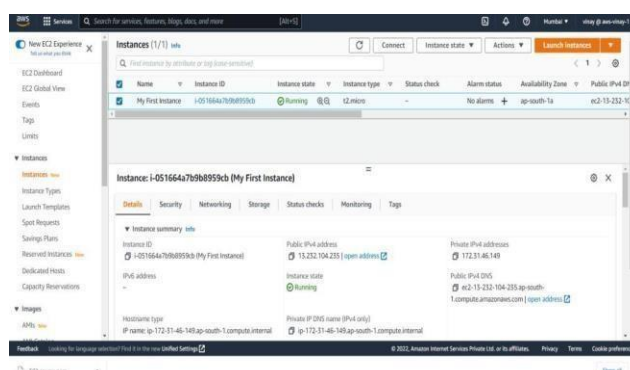 aws Services Search for services, features, blogs, docs, and more [Alt+S] Mumbai
New EC2 Experience
Tell us what you think
EC2 Dashboard
EC2 Global View
Events
Tags
Limits
Instances
Instances New
Instance Types
Launch Templates
Spot Requests
Savings Plans
Reserved Instances New
Dedicated Hosts
Capacity Reservations
Images
AMIs New
Instances (1/1) Info
Connect Instance state Actions Launch instances
Find instance by attribute or tag (case-sensitive)
1
Name Instance ID Instance state Instance type Status check Alarm status Availability Zone Public IPv4
My First Instance i-051664a7b9b8959cb Running t2.micro – No alarms + ap-south-1a
Instance: i-051664a7b9b8959cb (My First Instance)
Details Security Networking Storage Status checks Monitoring Tags
Instance summary Info
Instance ID
i-051664a7b9b8959cb (My First Instance)
Public IPv4 address
13.232.104.235 | open address
Private IPv4 addresses
172.31.46.149
IPv6 address
–
Instance state
Running
Public IPv4 DNS
ec2-13-232-104-235.ap-south-
1.compute.amazonaws.com | open address
Hostname type
IP name: ip-172-31-46-149.ap-south-1.compute.internal
Private IP DNS name (IPv4 only)
ip-172-31-46-149.ap-south-1.compute.internal
Feedback Looking for language selection? Find it in the new Unified Settings © 2022, Amazon Internet Services Private Ltd. or its affiliates. Privacy Terms Cookie preferences